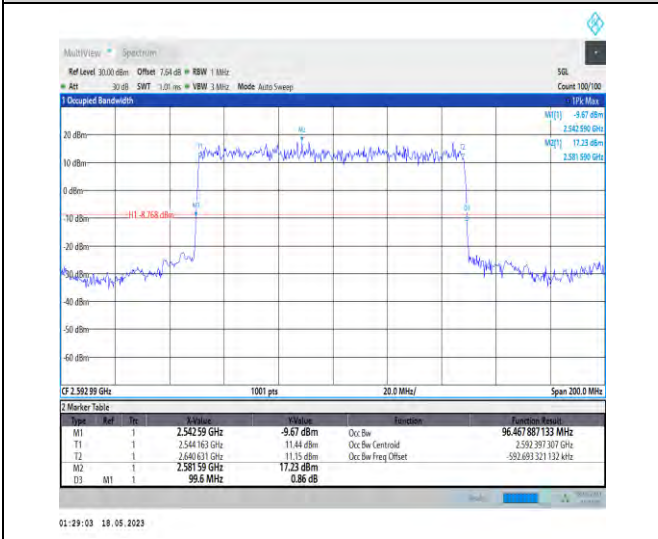 MultiView Spectrum
Ref Level 30.00 dBm Offset 7.64 dB RBW 1 MHz SGL
Att 30 dB SWT 1.01 ms VBW 3 MHz Mode Auto Sweep Count 100/100
1 Occupied Bandwidth 1Pk Max
M1[1] -9.67 dBm
2.542 590 GHz
M2[1] 17.23 dBm
2.581 590 GHz
20 dBm
M2
T1 T2
10 dBm
0 dBm
M1 D3
-10 dBm H1 -8.768 dBm
-20 dBm
-30 dBm
-40 dBm
-50 dBm
-60 dBm
CF 2.592 99 GHz 1001 pts 20.0 MHz/ Span 200.0 MHz
2 Marker Table
Type Ref Trc X-Value Y-Value Function Function Result
M1 1 2.542 59 GHz -9.67 dBm Occ Bw 96.467 887 133 MHz
T1 1 2.544 163 GHz 11.44 dBm Occ Bw Centroid 2.592 397 307 GHz
T2 1 2.640 631 GHz 11.15 dBm Occ Bw Freq Offset -592.693 321 132 kHz
M2 1 2.581 59 GHz 17.23 dBm
D3 M1 1 99.6 MHz 0.86 dB
01:29:03 18.05.2023